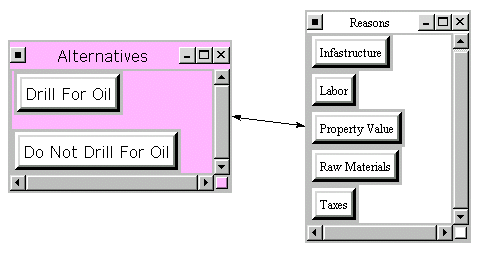 Alternatives
Drill For Oil
Do Not Drill For Oil
Reasons
Infastructure
Labor
Property Value
Raw Materials
Taxes